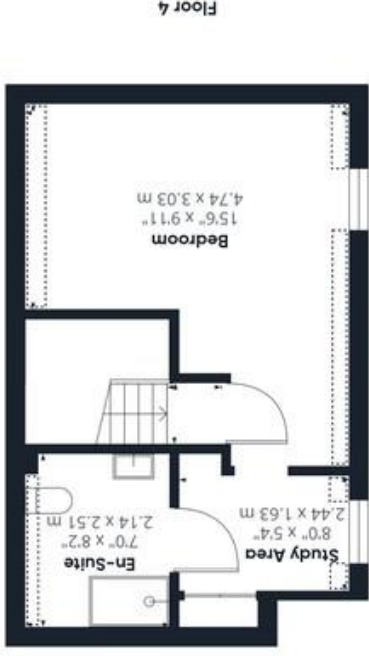 Study Area
8'0" x 5'4"
2.44 x 1.63 m
En-Suite
7'0" x 8'2"
2.14 x 2.51 m
Bedroom
15'6" x 9'11"
4.74 x 3.03 m
Floor 4